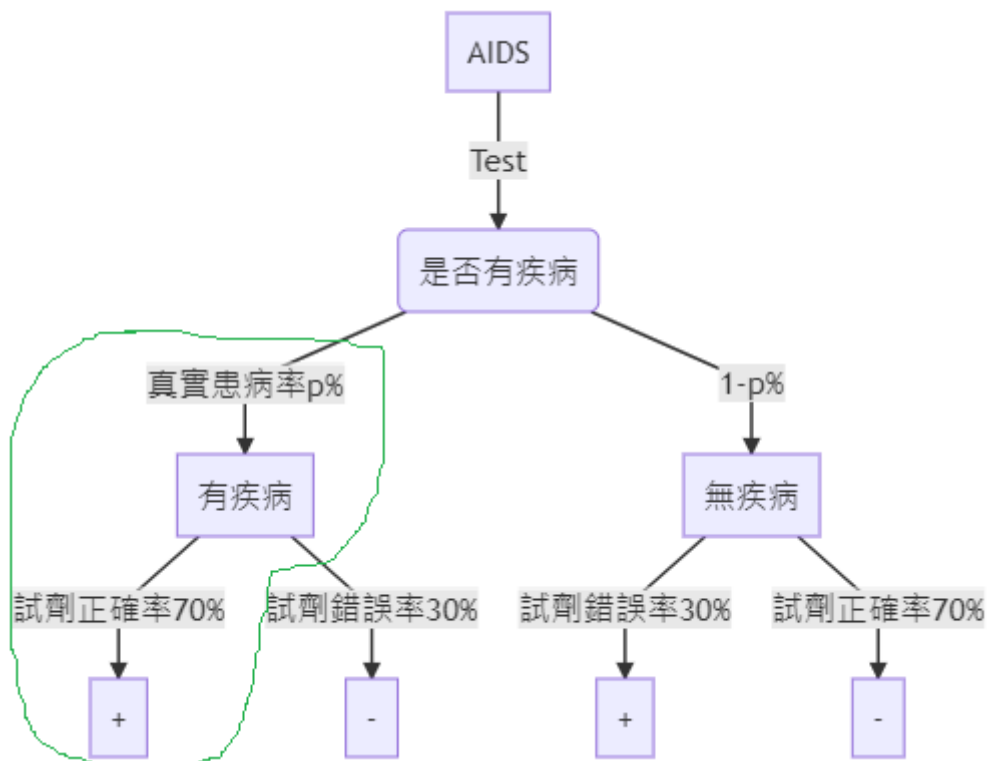 AIDS
Test
是否有疾病
真實患病率p%
1-p%
有疾病
無疾病
試劑正確率70%
試劑錯誤率30%
試劑錯誤率30%
試劑正確率70%
+
-
+
-